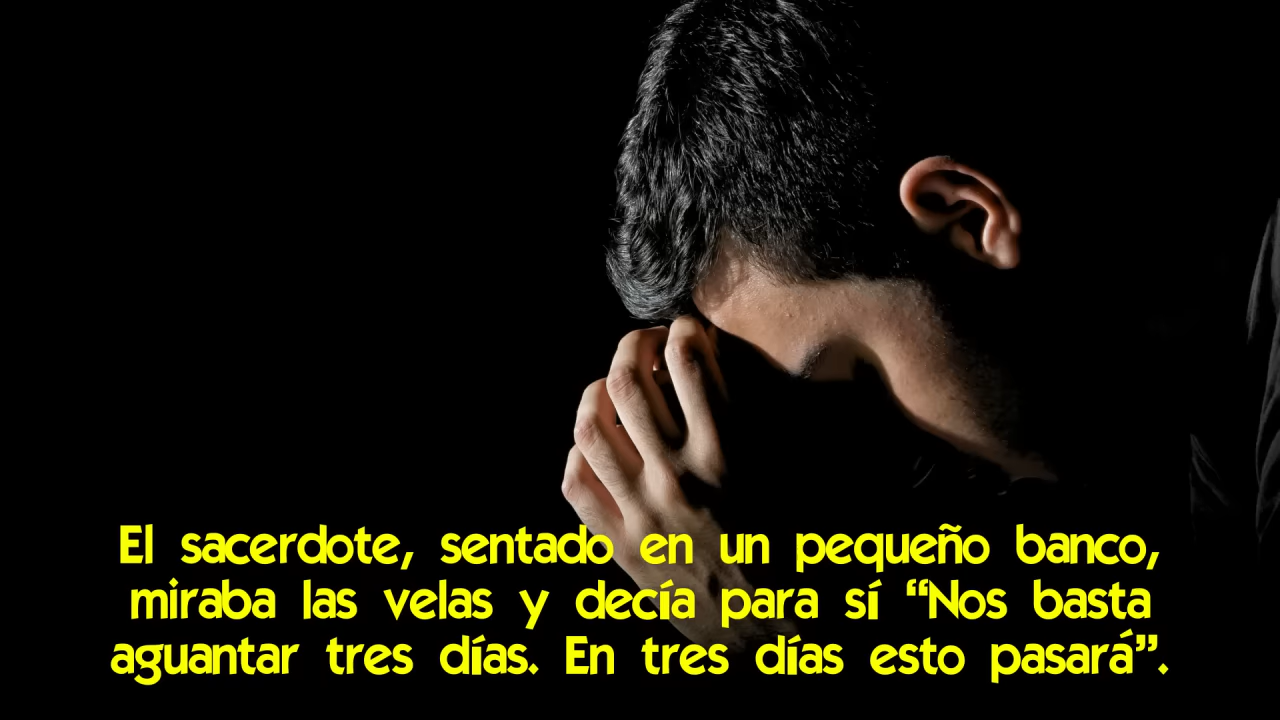 El sacerdote, sentado en un pequeño banco,
miraba las velas y decía para sí “Nos basta
aguantar tres días. En tres días esto pasará”.